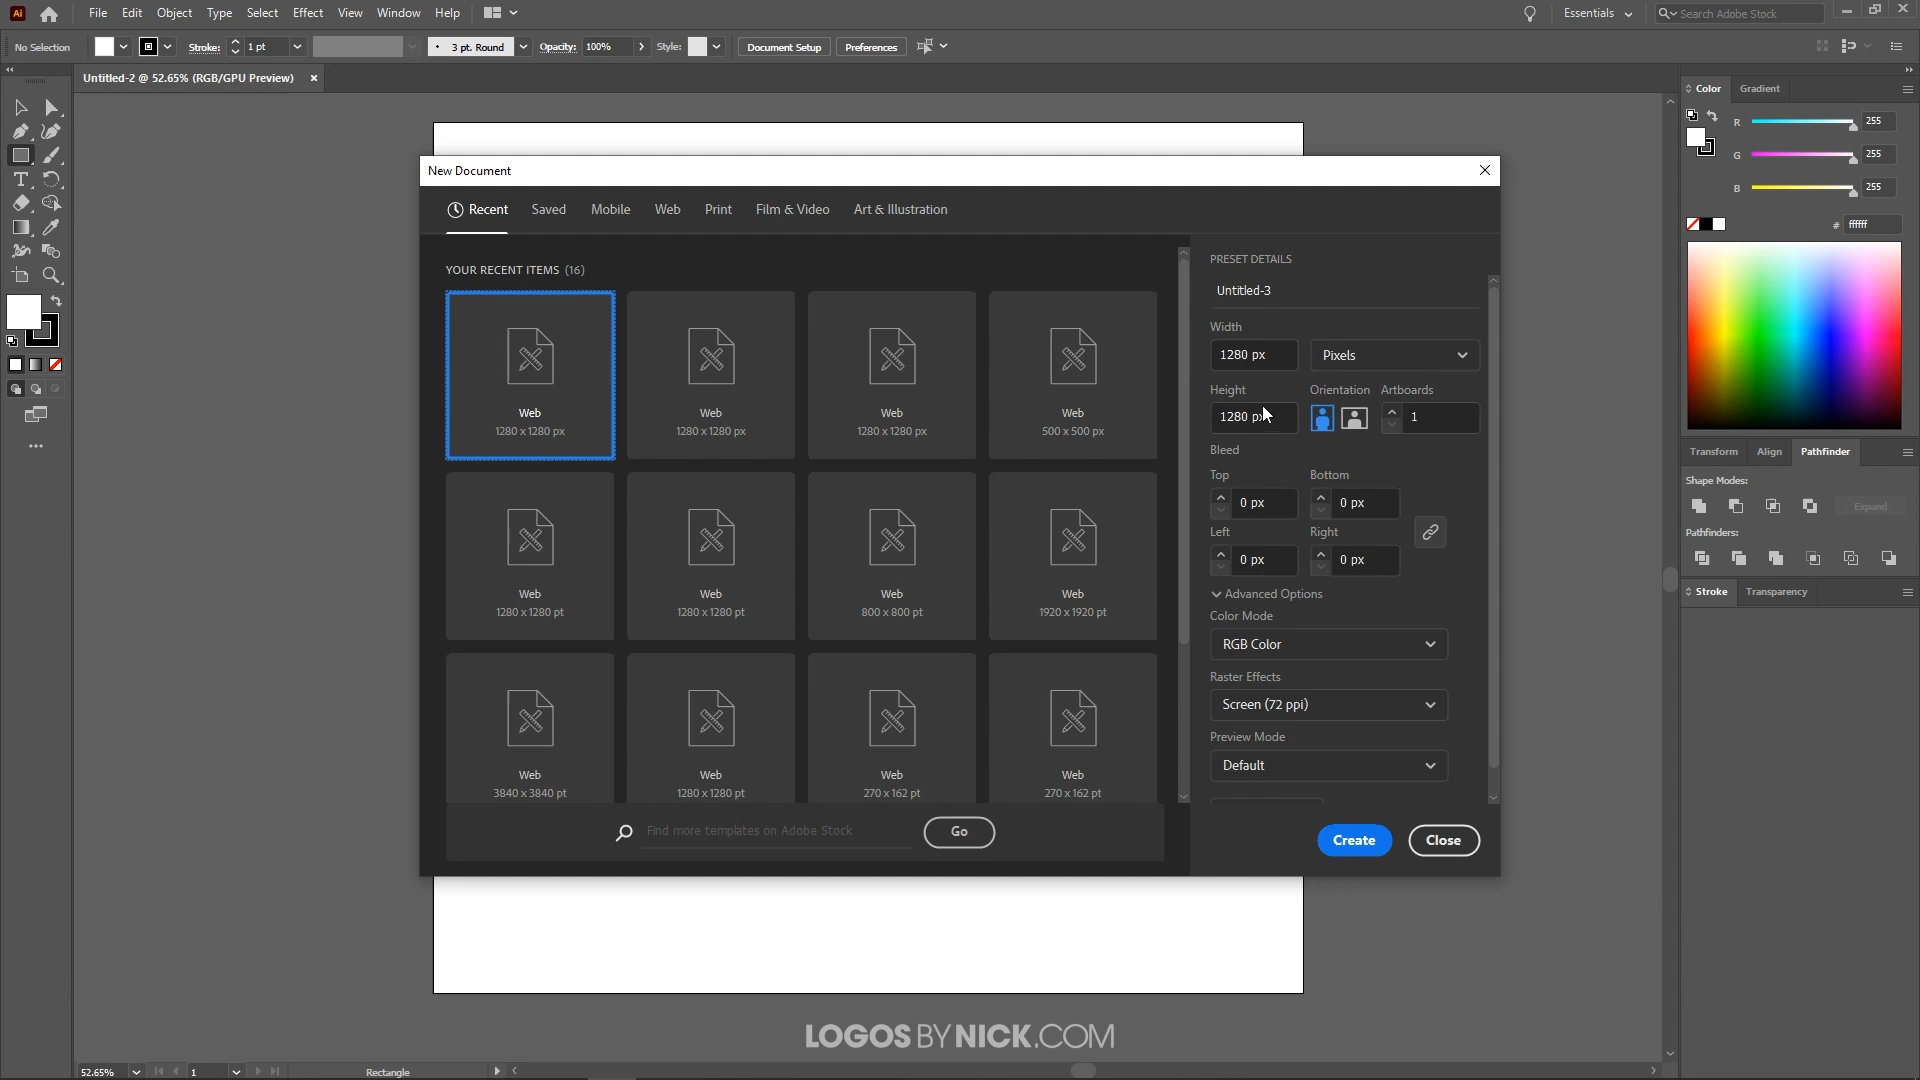 Ai File Edit Object Type Select Effect View Window Help Essentials Search Adobe Stock
No Selection Stroke: 1 pt 3 pt. Round Opacity: 100% Style: Document Setup Preferences
Untitled-2 @ 52.65% (RGB/GPU Preview)
New Document
Recent Saved Mobile Web Print Film & Video Art & Illustration
YOUR RECENT ITEMS (16)
Web Web Web Web
1280 x 1280 px 1280 x 1280 px 1280 x 1280 px 500 x 500 px
Web Web Web Web
1280 x 1280 pt 1280 x 1280 pt 800 x 800 pt 1920 x 1920 pt
Web Web Web Web
3840 x 3840 pt 1280 x 1280 pt 270 x 162 pt 270 x 162 pt
Find more templates on Adobe Stock Go
PRESET DETAILS
Untitled-3
Width
1280 px Pixels
Height Orientation Artboards
1280 px 1
Bleed
Top Bottom
0 px 0 px
Left Right
0 px 0 px
Advanced Options
Color Mode
RGB Color
Raster Effects
Screen (72 ppi)
Preview Mode
Default
Create Close
Color Gradient
R 255
G 255
B 255
# ffffff
Transform Align Pathfinder
Shape Modes:
Expand
Pathfinders:
Stroke Transparency
LOGOS BY NICK.COM
52.65% 1 Rectangle